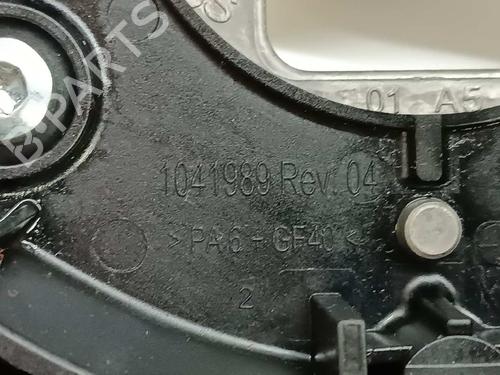 B-PARTS
01 A5
1041989 Rev. 04
>PA6-GF40<
2